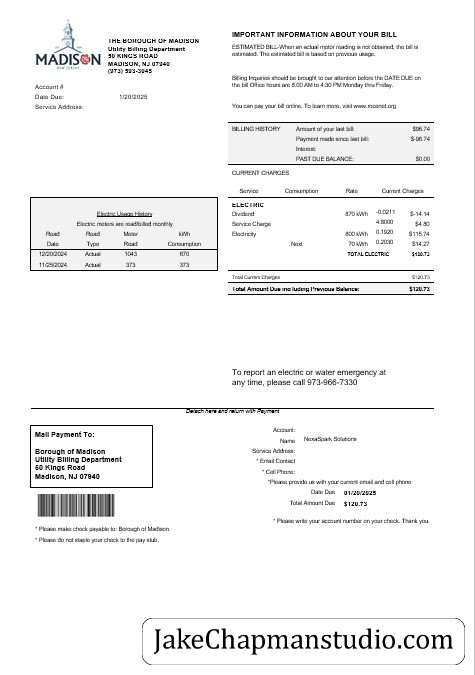 MADISON
NEW JERSEY
THE BOROUGH OF MADISON
Utility Billing Department
50 KINGS ROAD
MADISON, NJ 07940
(973) 593-3045
Account #
Due Date: 1/20/2025
Service Address:
IMPORTANT INFORMATION ABOUT YOUR BILL
ESTIMATED BILL-When an actual motor reading is not obtained, the bill is
estimated. The estimated bill is based on previous usage.
Billing Inquiries should be brought to our attention before the DATE DUE on
the bill Office hours are 8.00 AM to 4:30 PM Monday thru Friday.
You can pay your bill online. To learn more, visit www.rosenet.org
BILLING HISTORY Amount of your last bill: $96.74
Payment made since last bill: $-96.74
Interest:
PAST DUE BALANCE: $0.00
CURRENT CHARGES
Service Consumption Rate Current Charges
ELECTRIC
Dividend 870 kWH -0.0211 $-14.14
Service Charge 4.8000 $4.80
Electricity 600 kWH 0.1920 $115.74
Next 70 kWH 0.2030 $14.27
TOTAL ELECTRIC $120.73
Total Current Charges $120.73
Total Amount Due including Previous Balance: $120.73
Electric Usage History
Electric meters are read/billed monthly
Read Read Meter kWH
Date Type Read Consumption
12/20/2024 Actual 1043 670
11/25/2024 Actual 373 373
To report an electric or water emergency at
any time, please call 973-966-7330
Detach here and return with Payment
Mail Payment To:
Borough of Madison
Utility Billing Department
50 Kings Road
Madison, NJ 07940
* Please make check payable to: Borough of Madison.
* Please do not staple your check to the pay stub.
Account:
Name NovaSpark Solutions
Service Address:
* Email Contact
* Cell Phone:
*Please provide us with your current email and cell phone
Date Due 01/20/2025
Total Amount Due $120.73
* Please write your account number on your check. Thank you.
JakeChapmanstudio.com